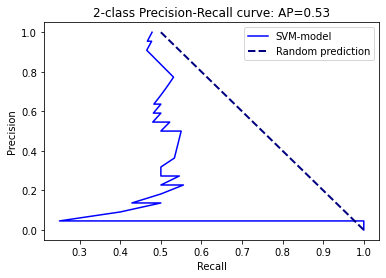 2-class Precision-Recall curve: AP=0.53
SVM-model
Random prediction
Precision
1.0
0.8
0.6
0.4
0.2
0.0
0.3 0.4 0.5 0.6 0.7 0.8 0.9 1.0
Recall